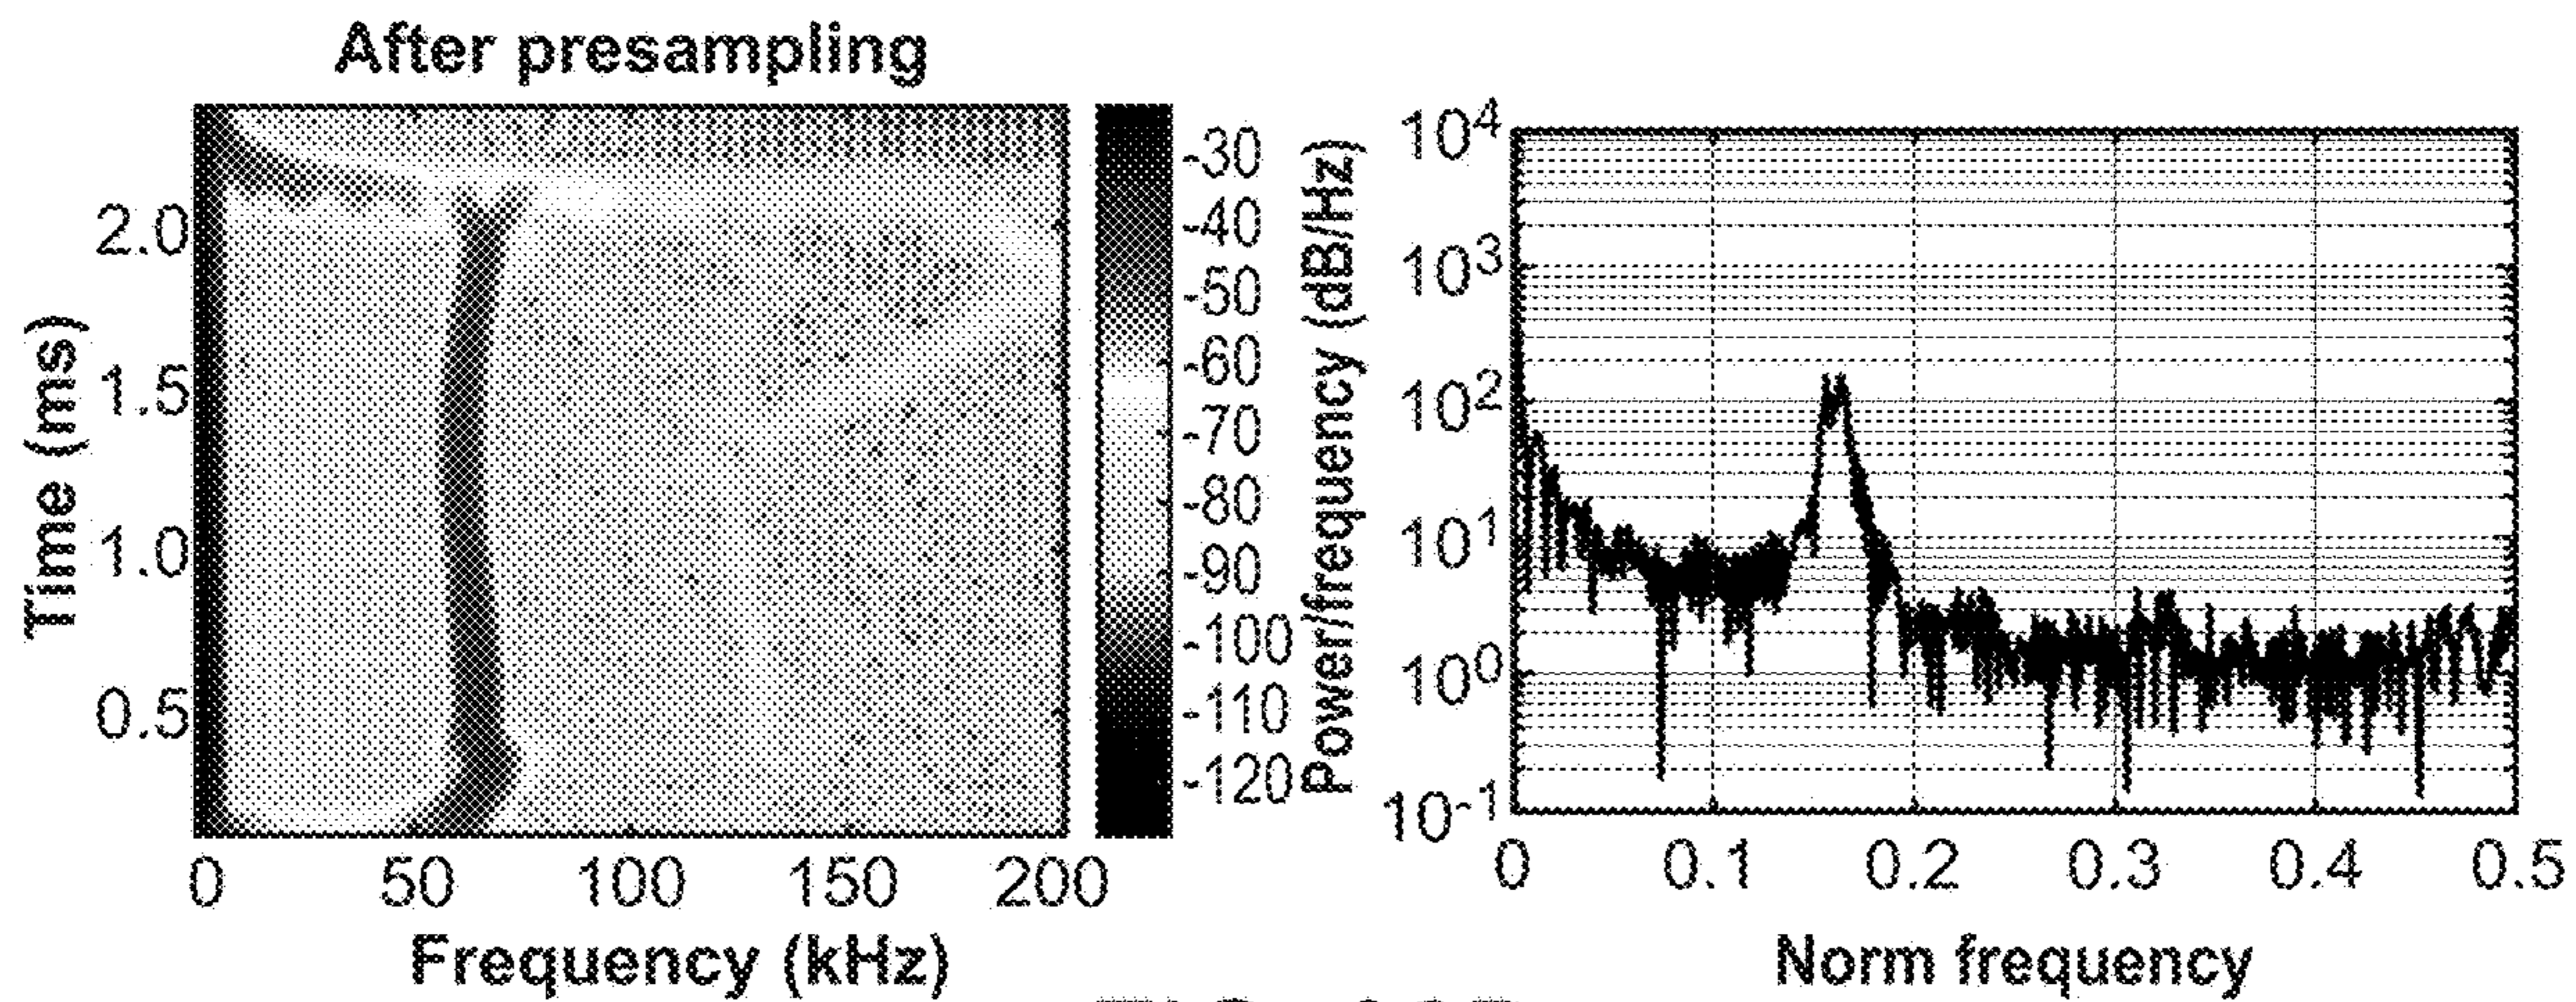 After presampling
Time (ms)
2.0
1.5
1.0
0.5
0 50 100 150 200
Frequency (kHz)
-30
-40
-50
-60
-70
-80
-90
-100
-110
-120
Power/frequency (dB/Hz)
10^4
10^3
10^2
10^1
10^0
10^-1
0 0.1 0.2 0.3 0.4 0.5
Norm frequency